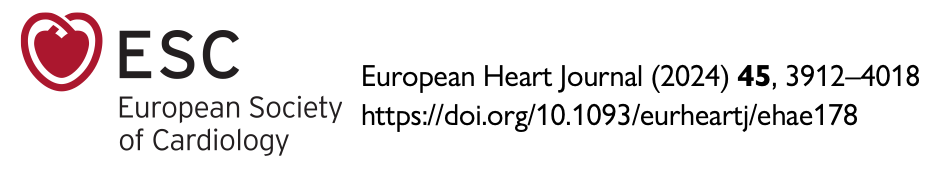 ESC
European Society
of Cardiology
European Heart Journal (2024) 45, 3912–4018
https://doi.org/10.1093/eurheartj/ehae178